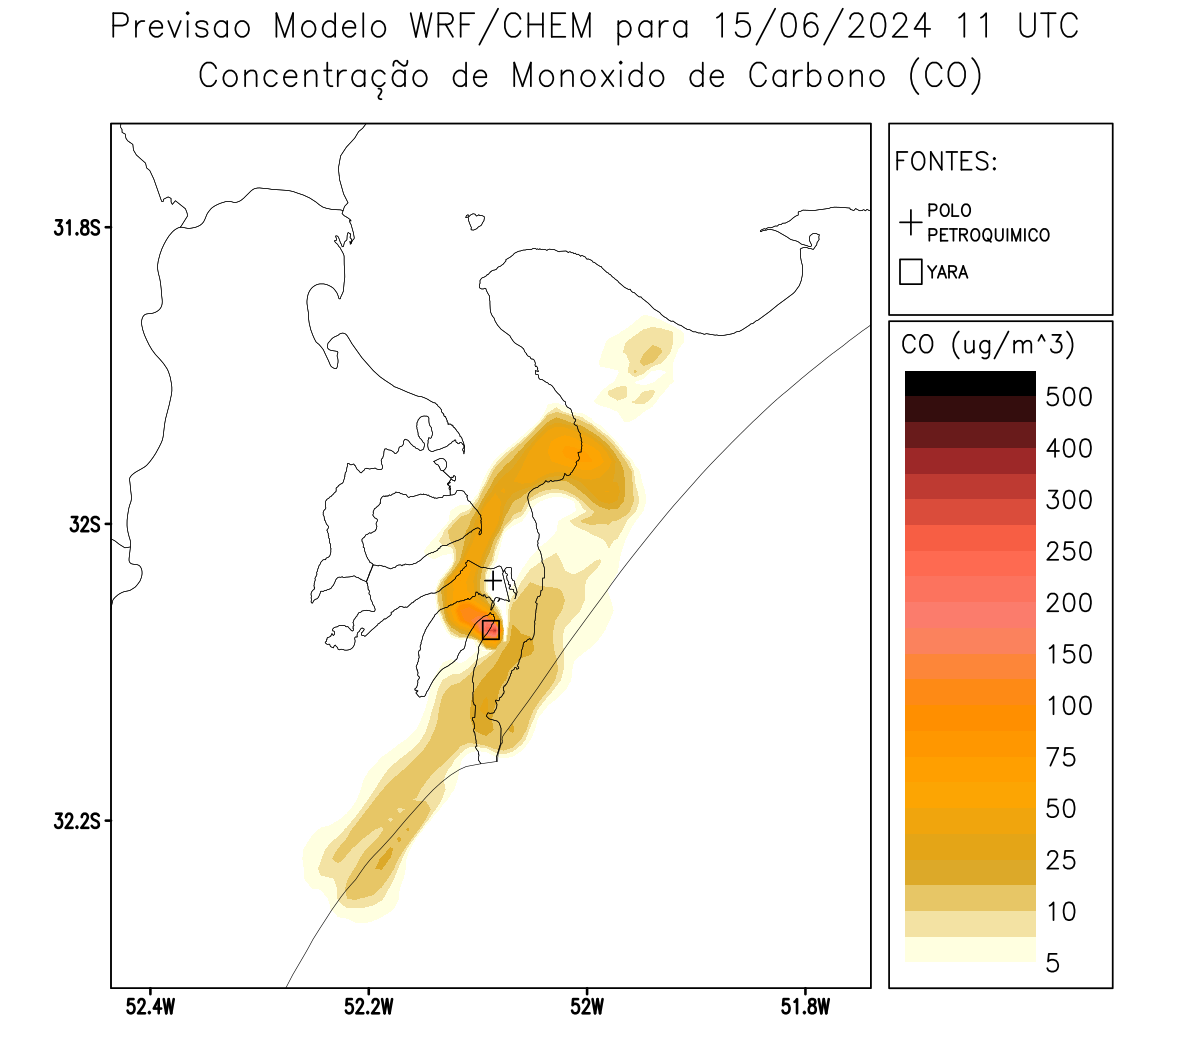 Previsao Modelo WRF/CHEM para 15/06/2024 11 UTC
Concentração de Monoxido de Carbono (CO)
FONTES:
POLO
PETROQUIMICO
YARA
CO (ug/m^3)
500
400
300
250
200
150
100
75
50
25
10
5
31.8S
32S
32.2S
52.4W
52.2W
52W
51.8W